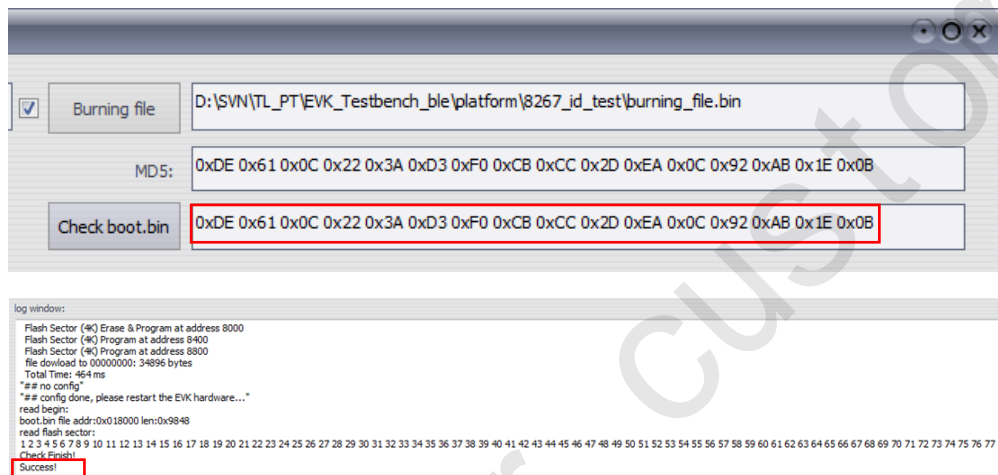 Burning file
D:\SVN\TL_PT\EVK_Testbench_ble\platform\8267_id_test\burning_file.bin
MD5:
0xDE 0x61 0x0C 0x22 0x3A 0xD3 0xF0 0xCB 0xCC 0x2D 0xEA 0x0C 0x92 0xAB 0x1E 0x0B
Check boot.bin
0xDE 0x61 0x0C 0x22 0x3A 0xD3 0xF0 0xCB 0xCC 0x2D 0xEA 0x0C 0x92 0xAB 0x1E 0x0B
log window:
Flash Sector (4K) Erase & Program at address 8000
Flash Sector (4K) Program at address 8400
Flash Sector (4K) Program at address 8800
file dowload to 00000000: 34896 bytes
Total Time: 464 ms
"## no config"
"## config done, please restart the EVK hardware..."
read begin:
boot.bin file addr:0x018000 len:0x9848
read flash sector:
1 2 3 4 5 6 7 8 9 10 11 12 13 14 15 16 17 18 19 20 21 22 23 24 25 26 27 28 29 30 31 32 33 34 35 36 37 38 39 40 41 42 43 44 45 46 47 48 49 50 51 52 53 54 55 56 57 58 59 60 61 62 63 64 65 66 67 68 69 70 71 72 73 74 75 76 77
Check Finish!
Success!